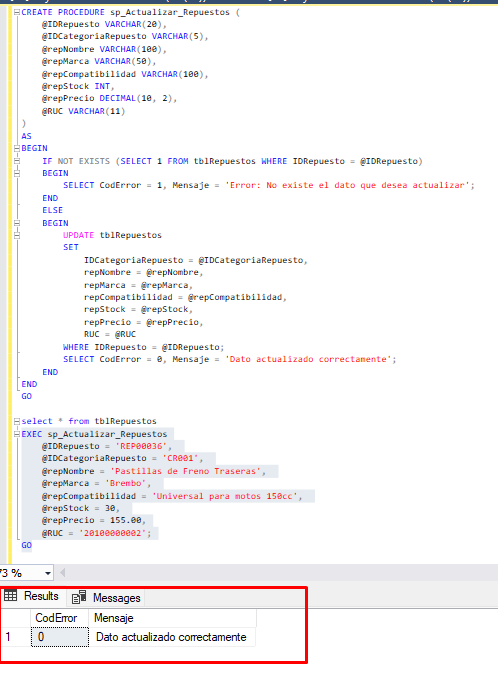 CREATE PROCEDURE sp_Actualizar_Repuestos (
@IDRepuesto VARCHAR(20),
@IDCategoriaRepuesto VARCHAR(5),
@repNombre VARCHAR(100),
@repMarca VARCHAR(50),
@repCompatibilidad VARCHAR(100),
@repStock INT,
@repPrecio DECIMAL(10, 2),
@RUC VARCHAR(11)
)
AS
BEGIN
IF NOT EXISTS (SELECT 1 FROM tblRepuestos WHERE IDRepuesto = @IDRepuesto)
BEGIN
SELECT CodError = 1, Mensaje = 'Error: No existe el dato que desea actualizar';
END
ELSE
BEGIN
UPDATE tblRepuestos
SET
IDCategoriaRepuesto = @IDCategoriaRepuesto,
repNombre = @repNombre,
repMarca = @repMarca,
repCompatibilidad = @repCompatibilidad,
repStock = @repStock,
repPrecio = @repPrecio,
RUC = @RUC
WHERE IDRepuesto = @IDRepuesto;
SELECT CodError = 0, Mensaje = 'Dato actualizado correctamente';
END
END
GO
select * from tblRepuestos
EXEC sp_Actualizar_Repuestos
@IDRepuesto = 'REP00036',
@IDCategoriaRepuesto = 'CR001',
@repNombre = 'Pastillas de Freno Traseras',
@repMarca = 'Brembo',
@repCompatibilidad = 'Universal para motos 150cc',
@repStock = 30,
@repPrecio = 155.00,
@RUC = '20100000002';
GO
73 %
Results Messages
CodError Mensaje
1 0 Dato actualizado correctamente